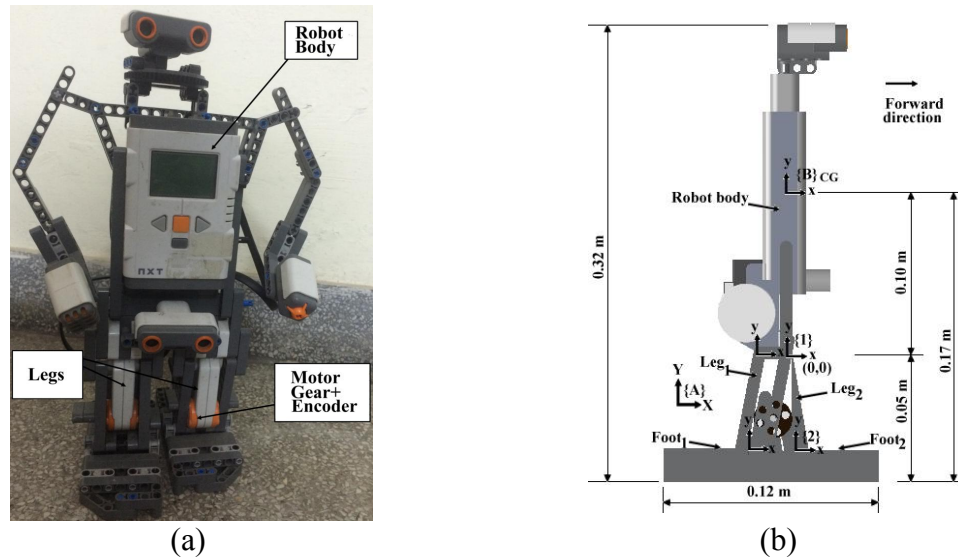 Robot
Body
nXT
Legs
Motor
Gear+
Encoder
(a)
0.32 m
Forward
direction
y
{B}CG
x
Robot body
0.10 m
0.17 m
y
x
y
{1}
x
(0,0)
Leg1
Leg2
Y
{A}
X
0.05 m
y
x
y
{2}
x
Foot1
Foot2
0.12 m
(b)